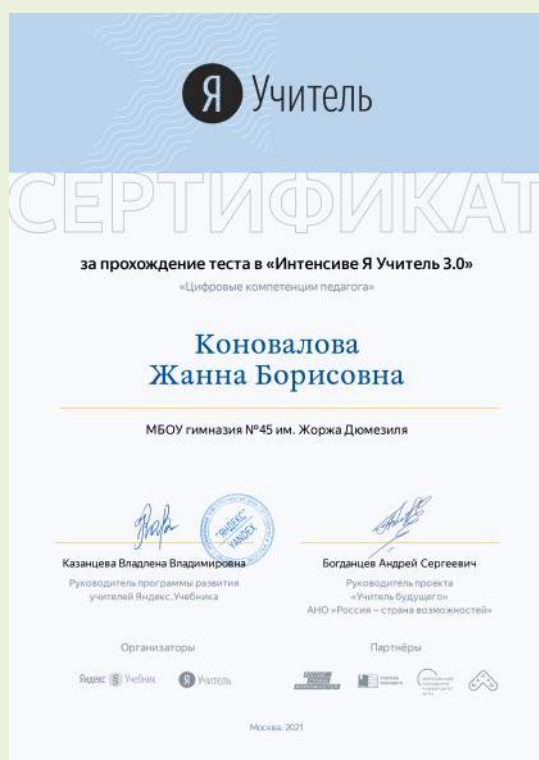 Я Учитель
СЕРТИФИКАТ
за прохождение теста в «Интенсиве Я Учитель 3.0»
«Цифровые компетенции педагога»
Коновалова
Жанна Борисовна
МБОУ гимназия №45 им. Жоржа Дюмезиля
"ЯНДЕКС"
YANDEX
Казанцева Владлена Владимировна
Руководитель программы развития
учителей Яндекс.Учебника
Богданцев Андрей Сергеевич
Руководитель проекта
«Учитель будущего»
АНО «Россия – страна возможностей»
Организаторы
Яндекс Учебник
Я Учитель
Партнёры
Москва, 2021